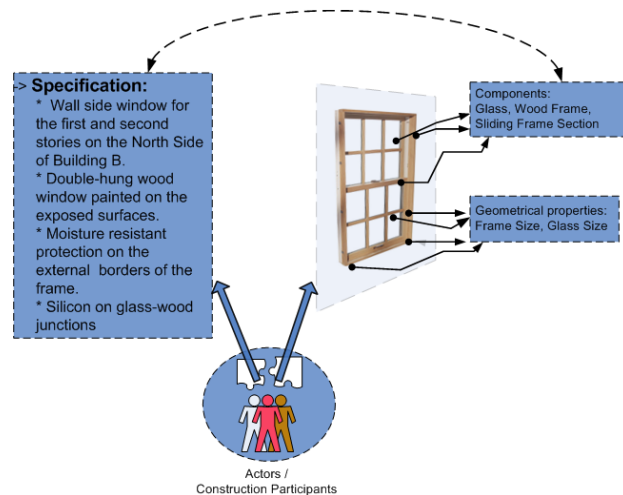 -> Specification:
* Wall side window for
the first and second
stories on the North Side
of Building B.
* Double-hung wood
window painted on the
exposed surfaces.
* Moisture resistant
protection on the
external borders of the
frame.
* Silicon on glass-wood
junctions
Components:
Glass, Wood Frame,
Sliding Frame Section
Geometrical properties:
Frame Size, Glass Size
Actors /
Construction Participants